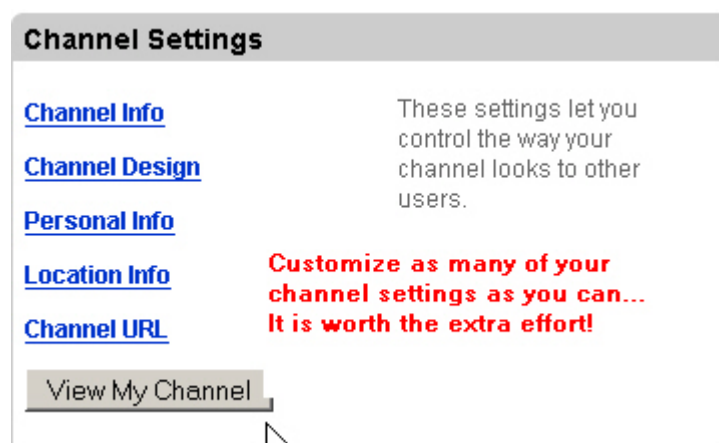 Channel Settings
Channel Info
Channel Design
Personal Info
Location Info
Channel URL
View My Channel
These settings let you
control the way your
channel looks to other
users.
Customize as many of your
channel settings as you can...
It is worth the extra effort!